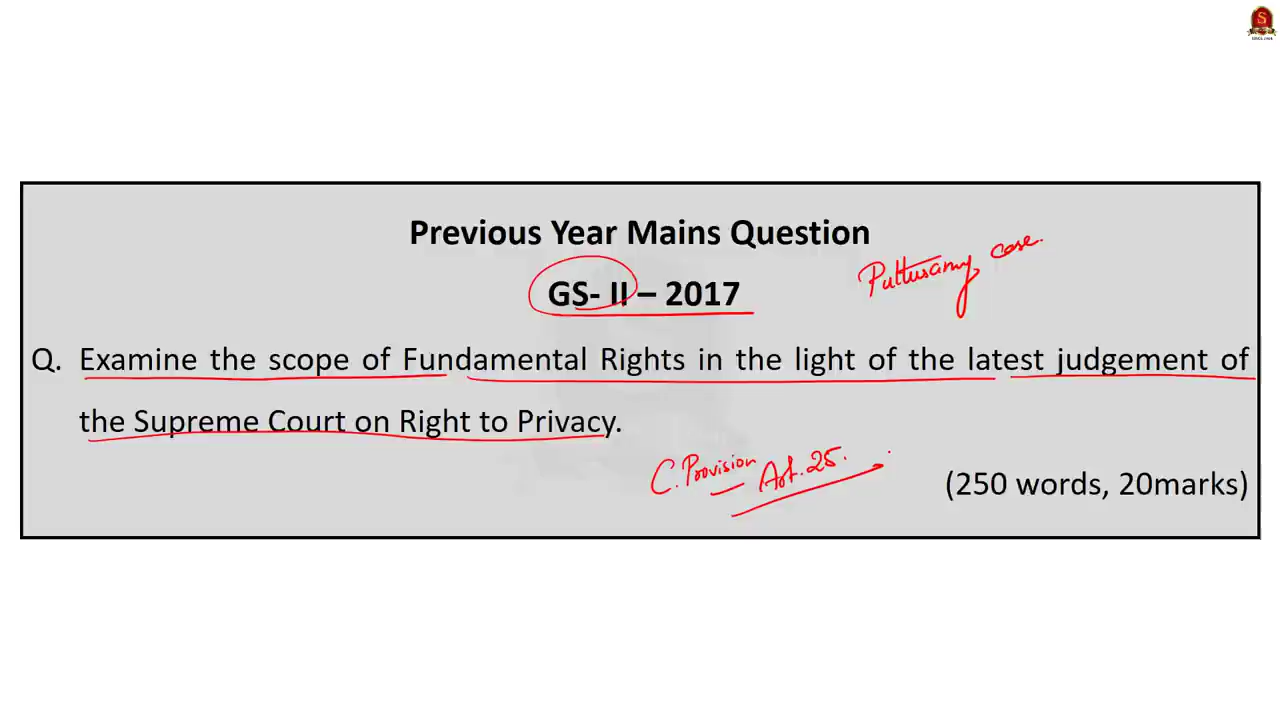 Previous Year Mains Question
GS- II – 2017
Puttusamy case.
Q. Examine the scope of Fundamental Rights in the light of the latest judgement of
the Supreme Court on Right to Privacy.
C. Provision Art. 25.
(250 words, 20marks)